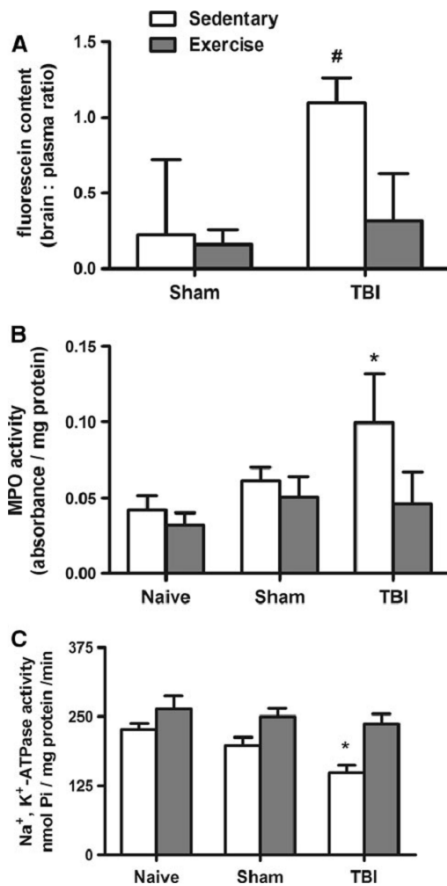 Sedentary
Exercise
A
fluorescein content
(brain : plasma ratio)
1.5
1.0
0.5
0.0
#
Sham
TBI
B
MPO activity
(absorbance / mg protein)
0.15
0.10
0.05
0.00
*
Naive
Sham
TBI
C
Na⁺, K⁺-ATPase activity
nmol Pi / mg protein /min
375
250
125
0
*
Naive
Sham
TBI